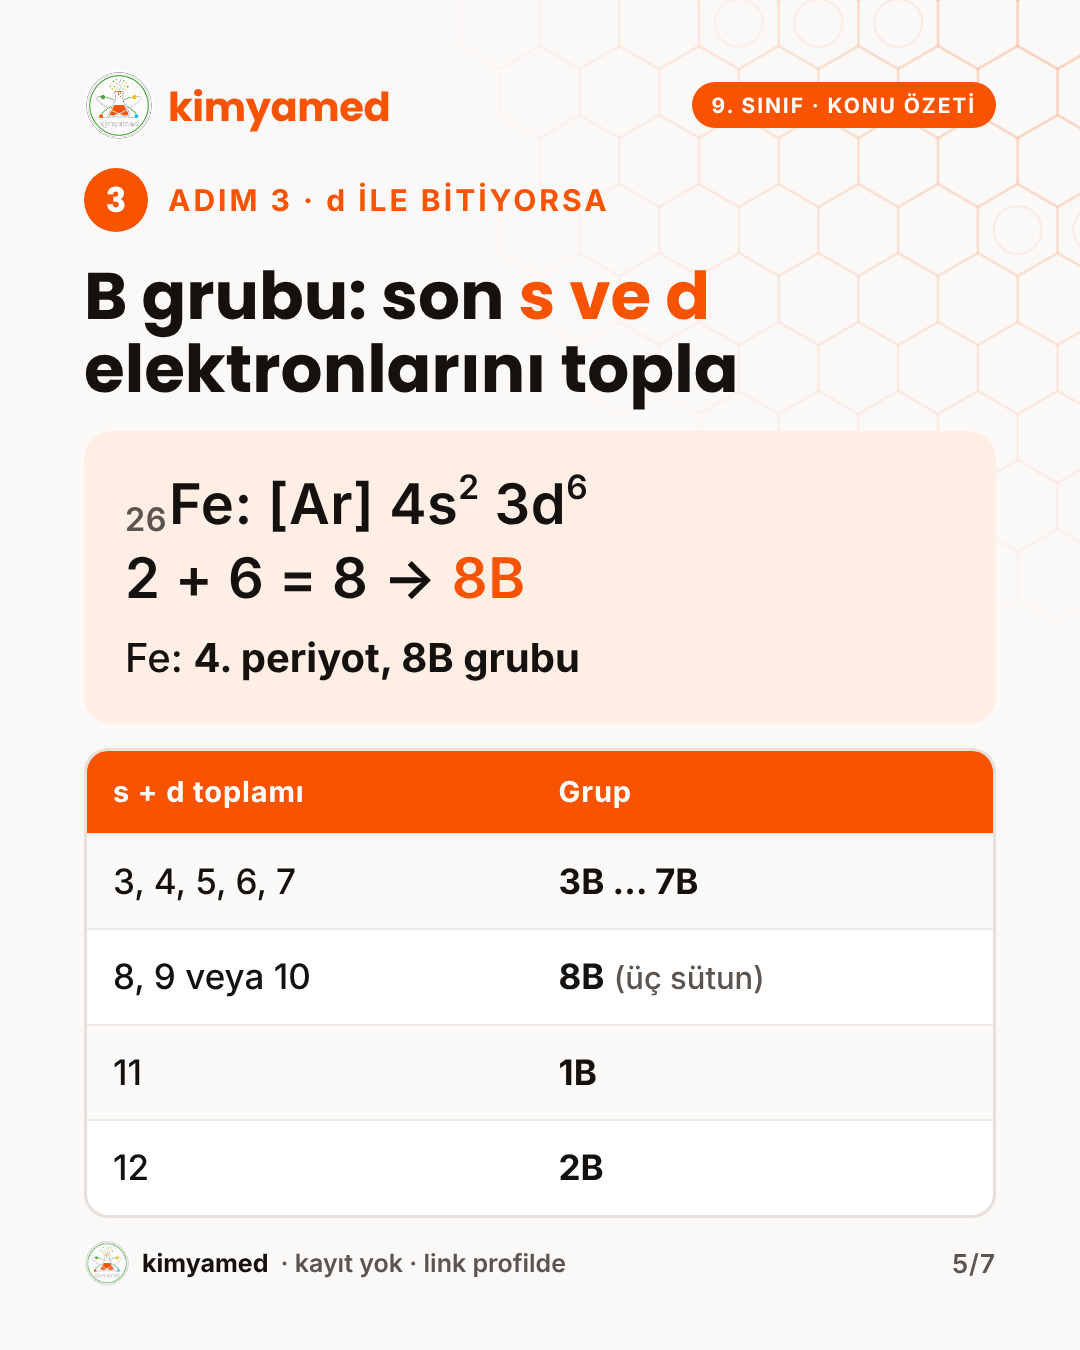 kimyamed
9. SINIF · KONU ÖZETİ
3
ADIM 3 · d İLE BİTİYORSA
B grubu: son s ve d
elektronlarını topla
₂₆Fe: [Ar] 4s² 3d⁶
2 + 6 = 8 → 8B
Fe: 4. periyot, 8B grubu
s + d toplamı Grup
3, 4, 5, 6, 7 3B ... 7B
8, 9 veya 10 8B (üç sütun)
11 1B
12 2B
kimyamed · kayıt yok · link profilde
5/7